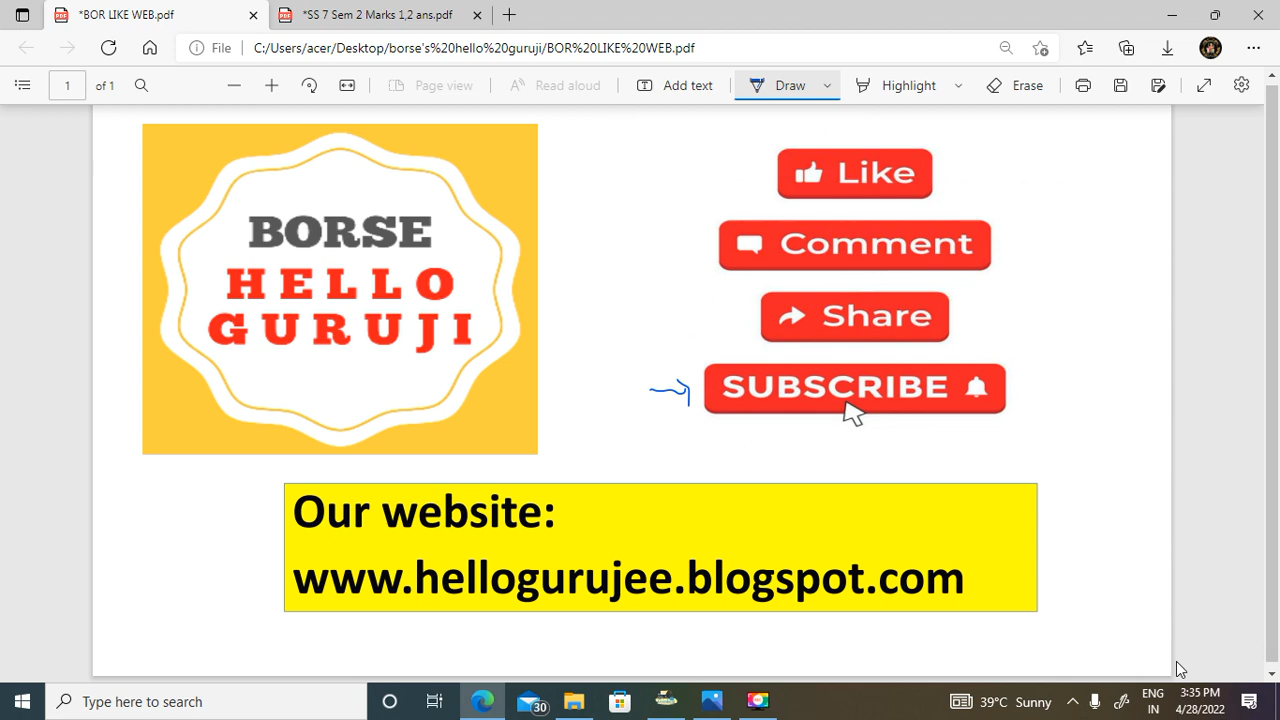 *BOR LIKE WEB.pdf
*SS 7 Sem 2 Marks 1,2 ans.pdf
File
C:/Users/acer/Desktop/borse's%20hello%20guruji/BOR%20LIKE%20WEB.pdf
1 of 1
Page view
Read aloud
Add text
Draw
Highlight
Erase
BORSE
HELLO
GURUJI
Like
Comment
Share
SUBSCRIBE
Our website:
www.hellogurujee.blogspot.com
Type here to search
30
39°C Sunny
ENG
IN
3:35 PM
4/28/2022